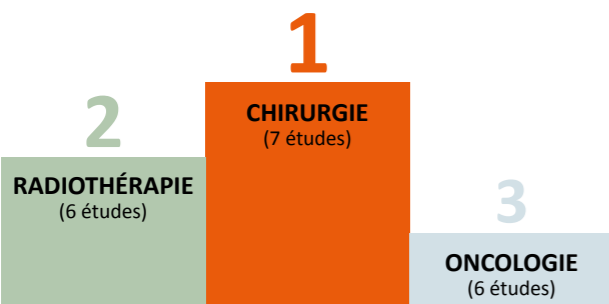 1
CHIRURGIE
(7 études)
2
RADIOTHÉRAPIE
(6 études)
3
ONCOLOGIE
(6 études)